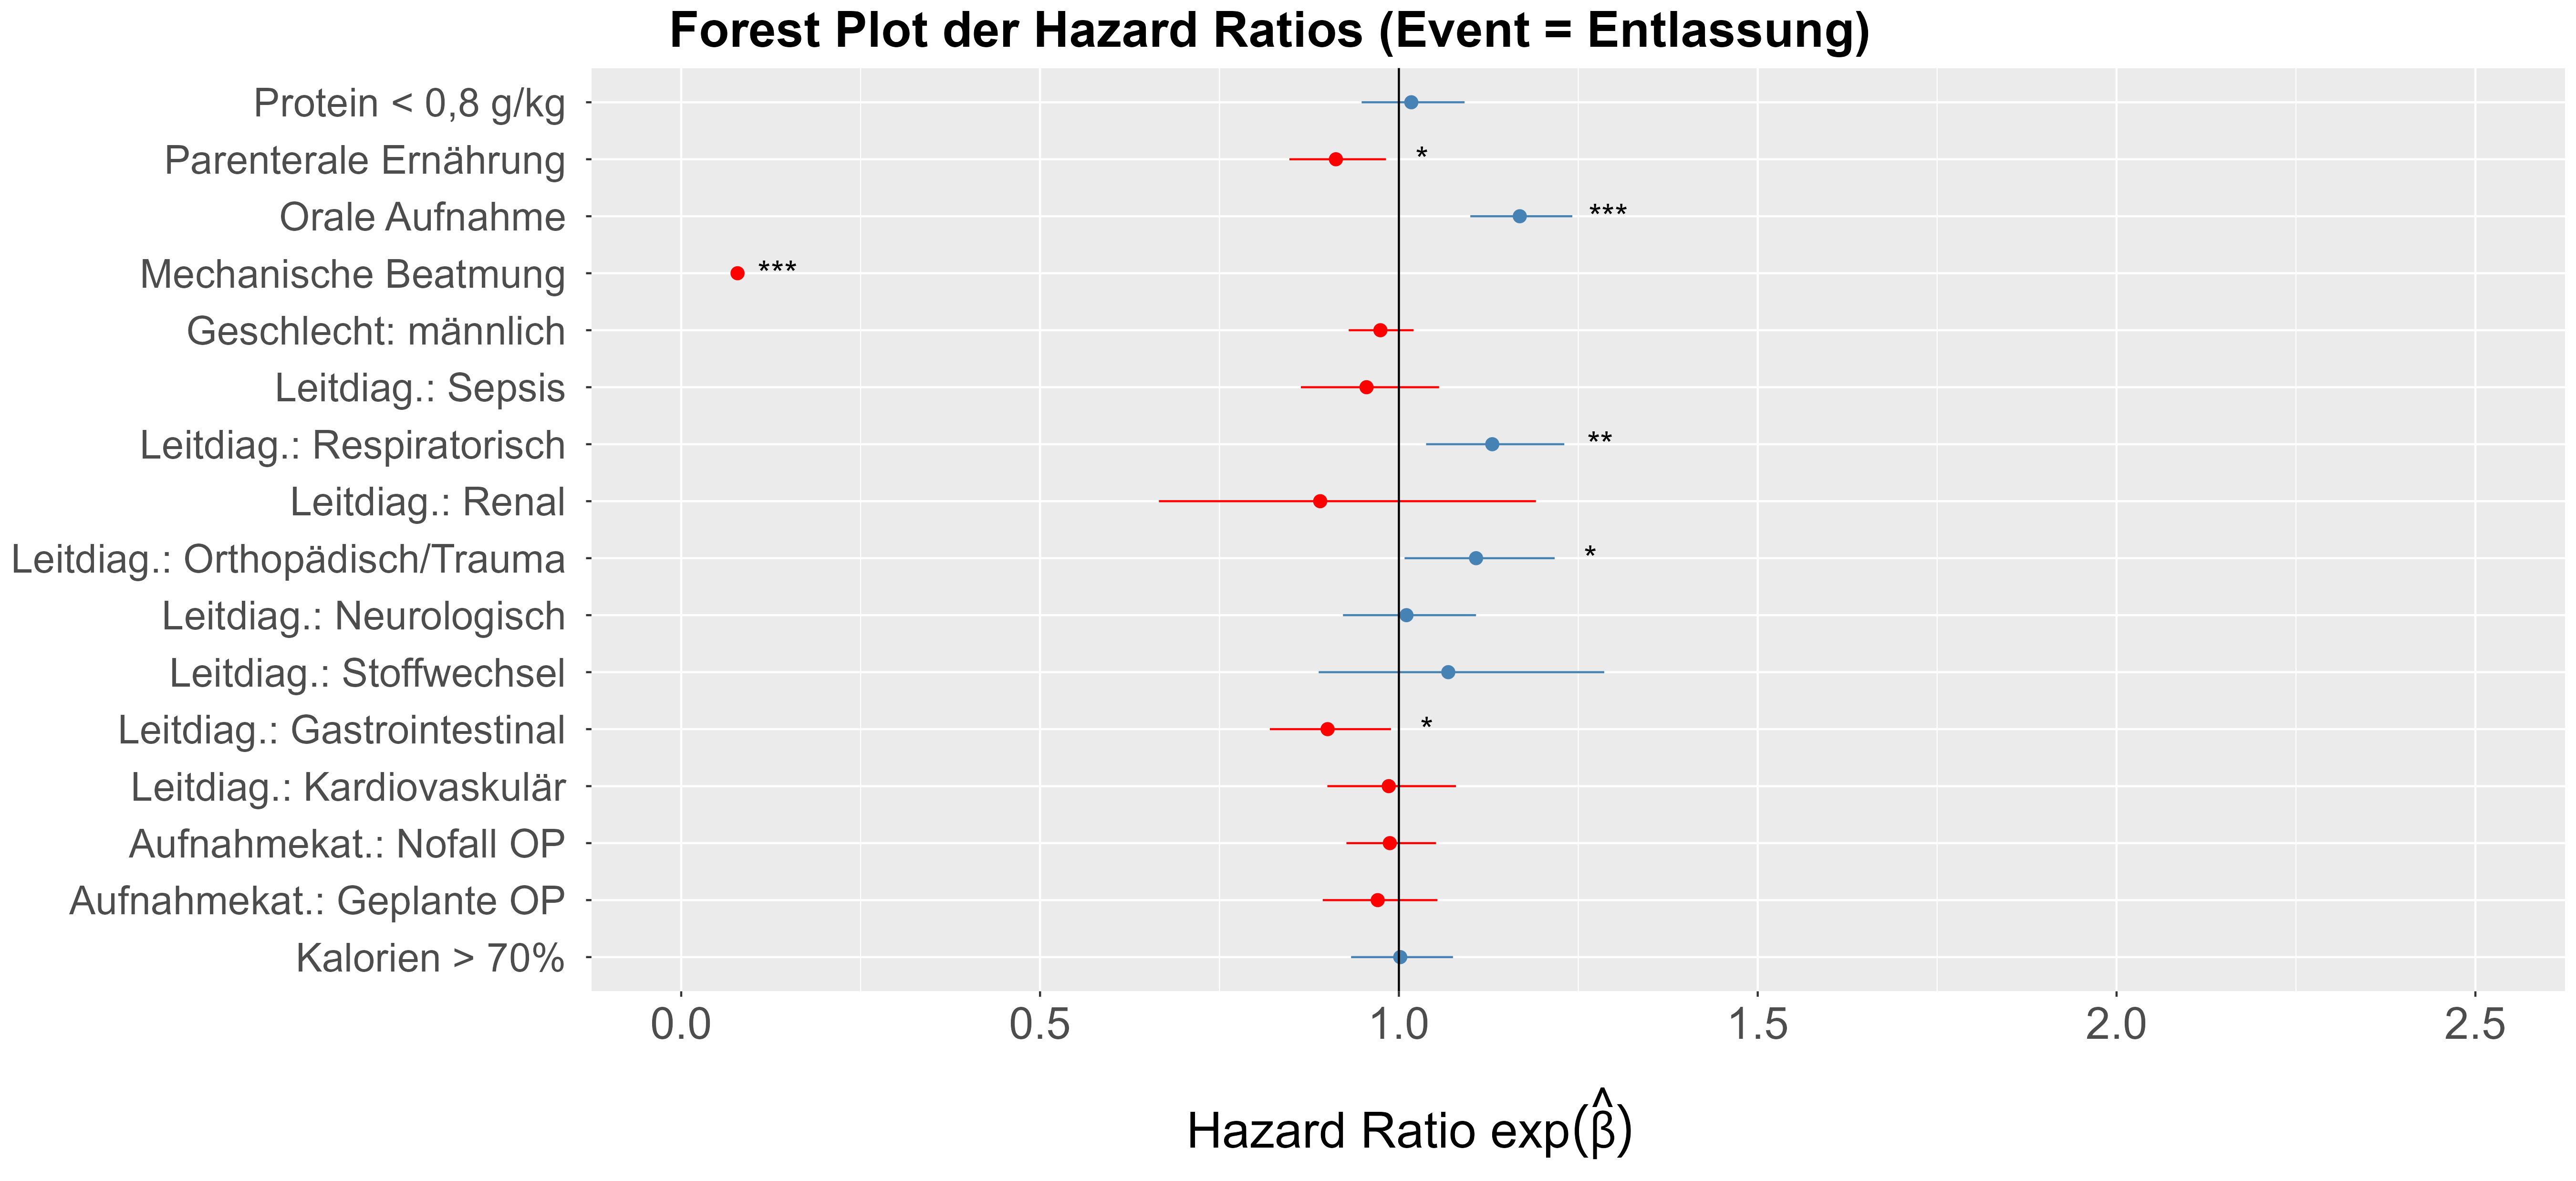 Forest Plot der Hazard Ratios (Event = Entlassung)
Protein < 0,8 g/kg
Parenterale Ernährung *
Orale Aufnahme ***
Mechanische Beatmung ***
Geschlecht: männlich
Leitdiag.: Sepsis
Leitdiag.: Respiratorisch **
Leitdiag.: Renal
Leitdiag.: Orthopädisch/Trauma *
Leitdiag.: Neurologisch
Leitdiag.: Stoffwechsel
Leitdiag.: Gastrointestinal *
Leitdiag.: Kardiovaskulär
Aufnahmekat.: Nofall OP
Aufnahmekat.: Geplante OP
Kalorien > 70%
0.0 0.5 1.0 1.5 2.0 2.5
Hazard Ratio exp(β̂)